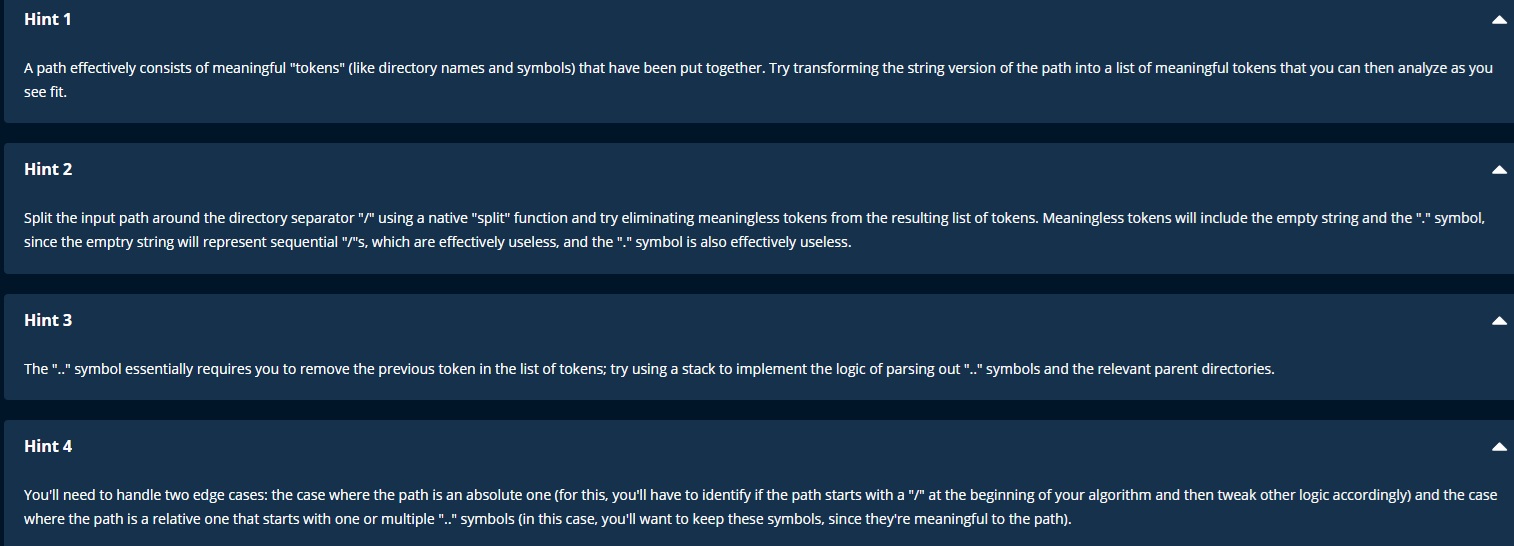 Hint 1
A path effectively consists of meaningful "tokens" (like directory names and symbols) that have been put together. Try transforming the string version of the path into a list of meaningful tokens that you can then analyze as you
see fit.
Hint 2
Split the input path around the directory separator "/" using a native "split" function and try eliminating meaningless tokens from the resulting list of tokens. Meaningless tokens will include the empty string and the "." symbol,
since the emptry string will represent sequential "/"s, which are effectively useless, and the "." symbol is also effectively useless.
Hint 3
The ".." symbol essentially requires you to remove the previous token in the list of tokens; try using a stack to implement the logic of parsing out ".." symbols and the relevant parent directories.
Hint 4
You'll need to handle two edge cases: the case where the path is an absolute one (for this, you'll have to identify if the path starts with a "/" at the beginning of your algorithm and then tweak other logic accordingly) and the case
where the path is a relative one that starts with one or multiple ".." symbols (in this case, you'll want to keep these symbols, since they're meaningful to the path).